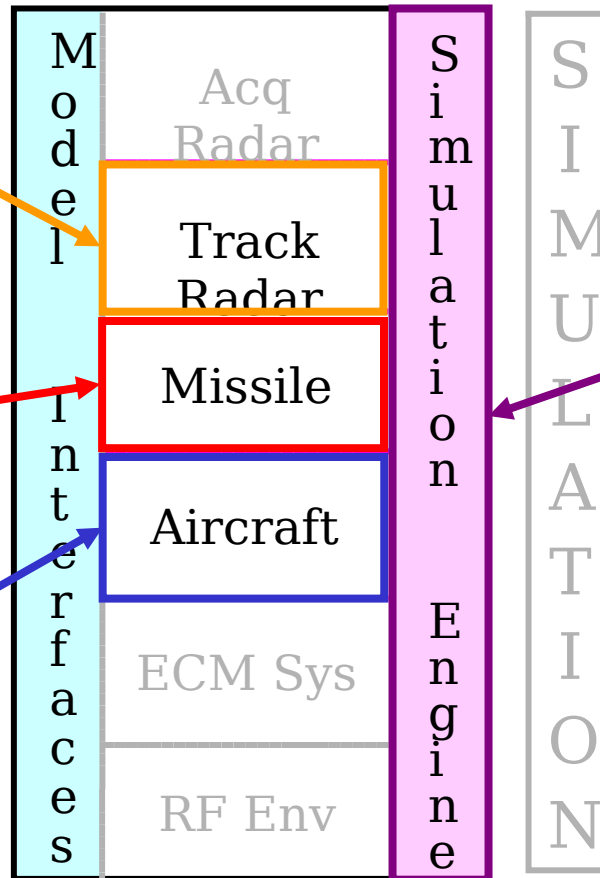 Model Interfaces
Acq
Radar
Track
Radar
Missile
Aircraft
ECM Sys
RF Env
Simulation Engine
SIMULATION